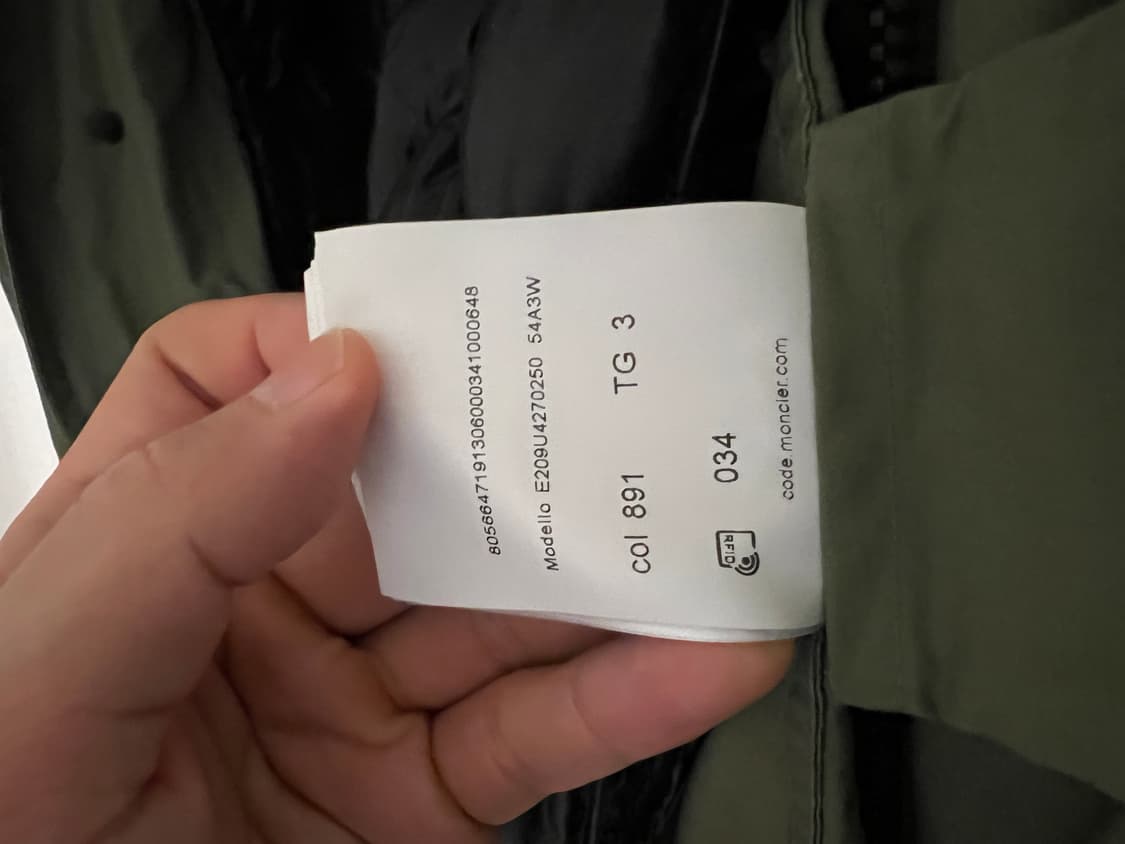 8056647191306000341000648
Modello E209U4270250 54A3W
col 891 TG 3
RFID 034
code.moncler.com